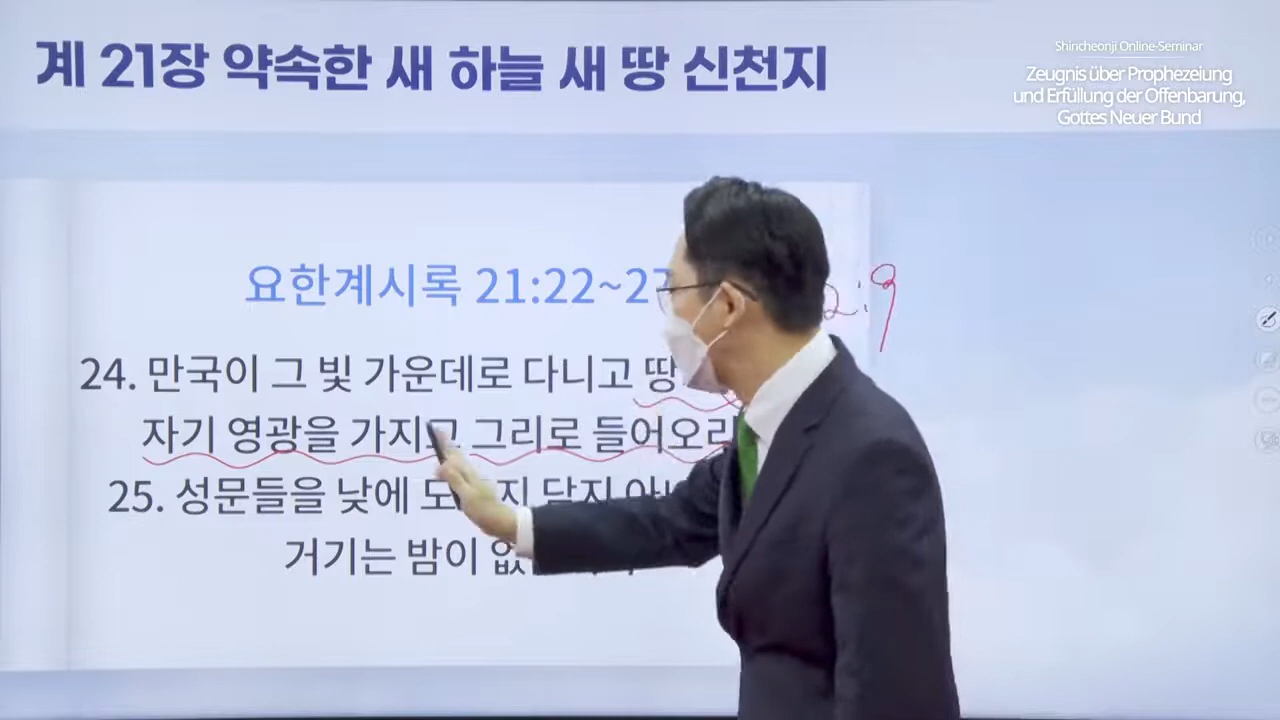 계 21장 약속한 새 하늘 새 땅 신천지
Shincheonji Online-Seminar
Zeugnis über Prophezeiung
und Erfüllung der Offenbarung,
Gottes Neuer Bund
요한계시록 21:22~27
2:9
24. 만국이 그 빛 가운데로 다니고 땅
자기 영광을 가지고 그리로 들어오리
25. 성문들을 낮에 닫지
거기는 밤이